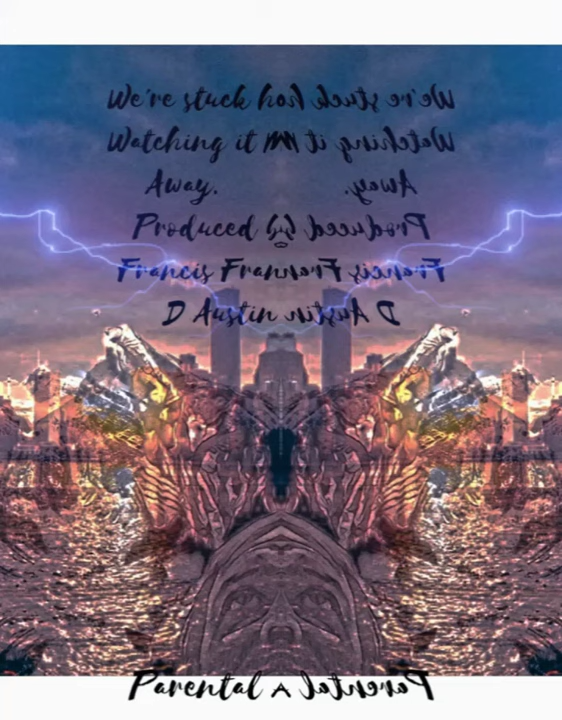 We're stuck
Watching it
Away.
Produced
Francis
D Austin
Parental A